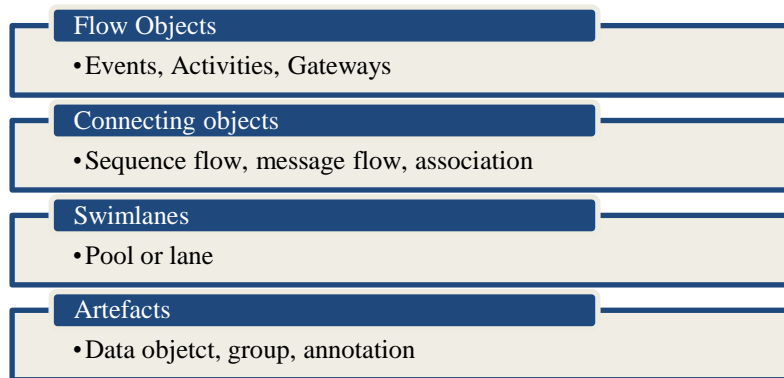 Flow Objects
•Events, Activities, Gateways
Connecting objects
•Sequence flow, message flow, association
Swimlanes
•Pool or lane
Artefacts
•Data objetct, group, annotation